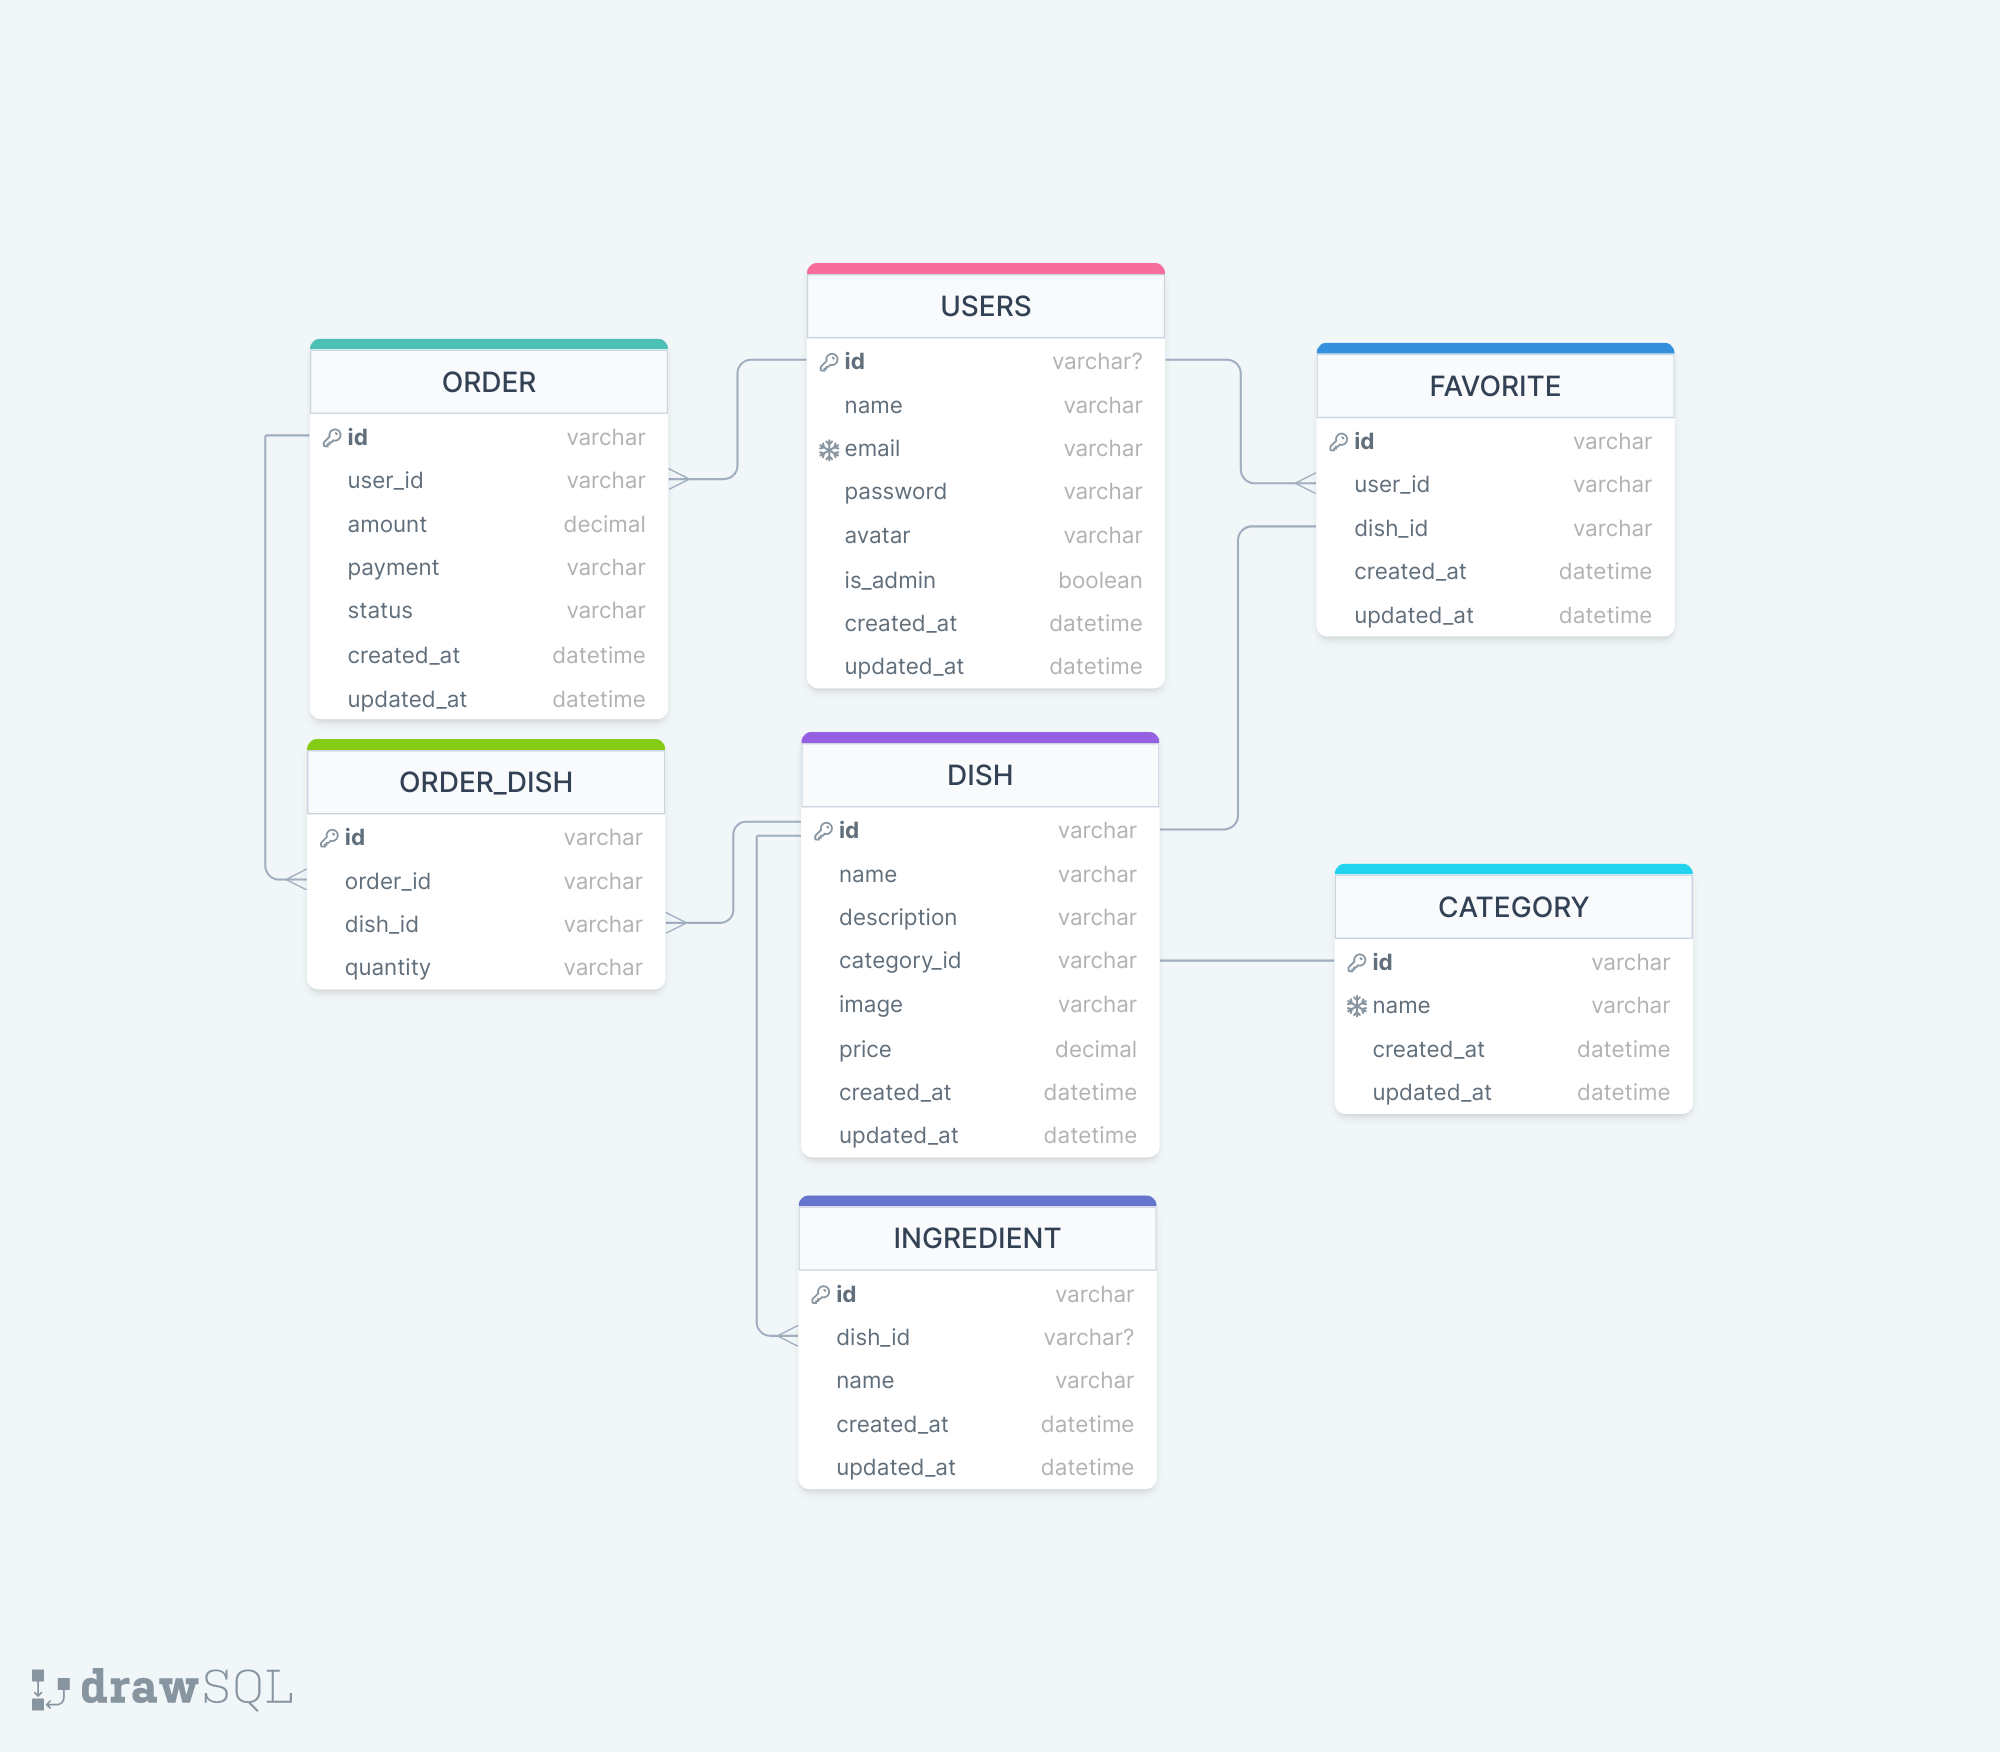 USERS
id varchar?
name varchar
email varchar
password varchar
avatar varchar
is_admin boolean
created_at datetime
updated_at datetime
ORDER
id varchar
user_id varchar
amount decimal
payment varchar
status varchar
created_at datetime
updated_at datetime
FAVORITE
id varchar
user_id varchar
dish_id varchar
created_at datetime
updated_at datetime
ORDER_DISH
id varchar
order_id varchar
dish_id varchar
quantity varchar
DISH
id varchar
name varchar
description varchar
category_id varchar
image varchar
price decimal
created_at datetime
updated_at datetime
CATEGORY
id varchar
name varchar
created_at datetime
updated_at datetime
INGREDIENT
id varchar
dish_id varchar?
name varchar
created_at datetime
updated_at datetime
drawSQL